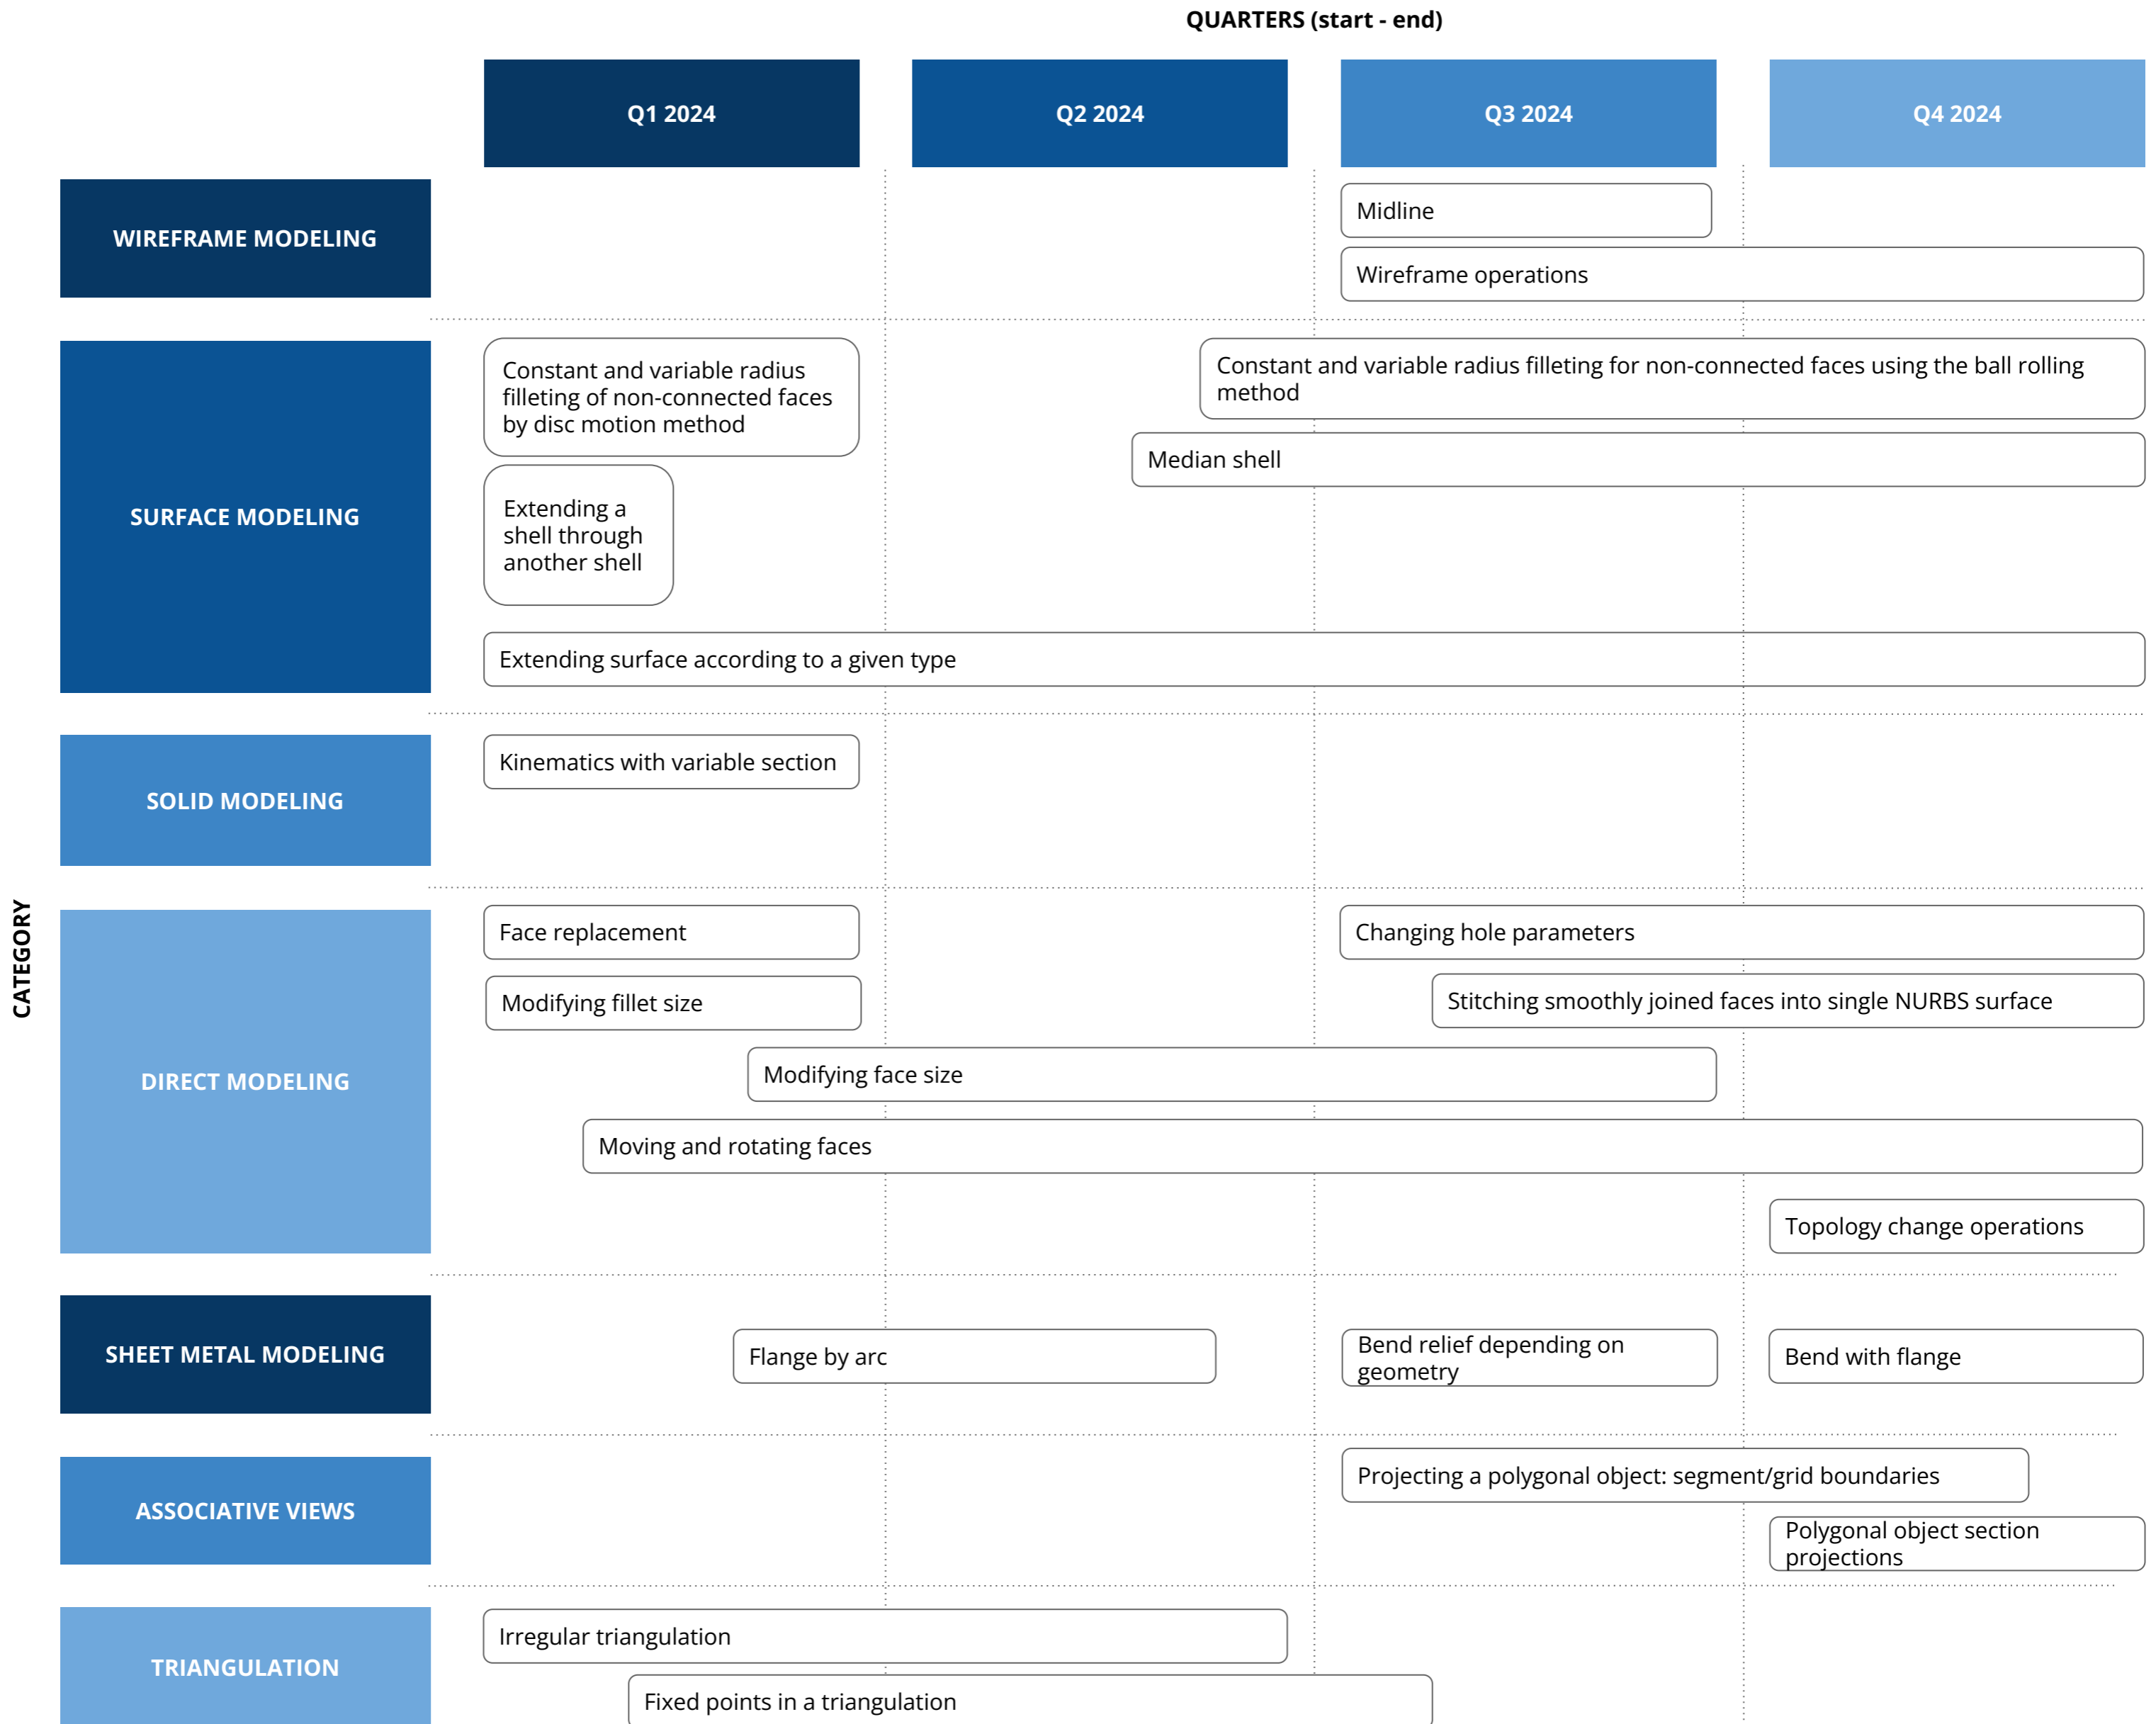 QUARTERS (start - end)
Q1 2024
Q2 2024
Q3 2024
Q4 2024
CATEGORY
WIREFRAME MODELING
Midline
Wireframe operations
SURFACE MODELING
Constant and variable radius
filleting of non-connected faces
by disc motion method
Constant and variable radius filleting for non-connected faces using the ball rolling
method
Median shell
Extending a
shell through
another shell
Extending surface according to a given type
SOLID MODELING
Kinematics with variable section
DIRECT MODELING
Face replacement
Changing hole parameters
Modifying fillet size
Stitching smoothly joined faces into single NURBS surface
Modifying face size
Moving and rotating faces
Topology change operations
SHEET METAL MODELING
Flange by arc
Bend relief depending on
geometry
Bend with flange
ASSOCIATIVE VIEWS
Projecting a polygonal object: segment/grid boundaries
Polygonal object section
projections
TRIANGULATION
Irregular triangulation
Fixed points in a triangulation